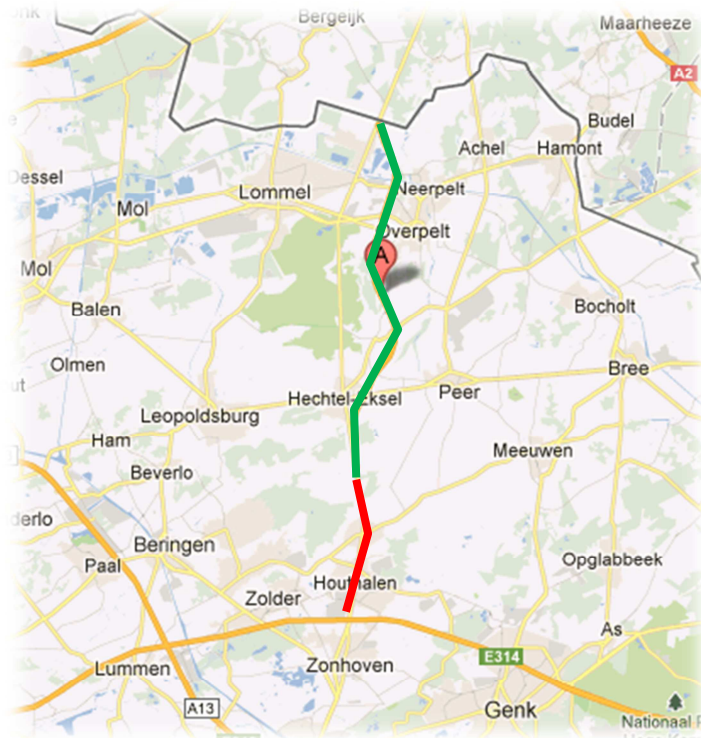 Bergeijk
Maarheeze
A2
Budel
Achel
Hamont
Dessel
Lommel
Neerpelt
Mol
Overpelt
A
Mol
Balen
Bocholt
Olmen
Bree
Hechtel-Eksel
Peer
Leopoldsburg
Ham
Meeuwen
Beverlo
Beringen
Paal
Opglabbeek
Houthalen
Zolder
As
E314
Zonhoven
Lummen
A13
Genk
Nationaal